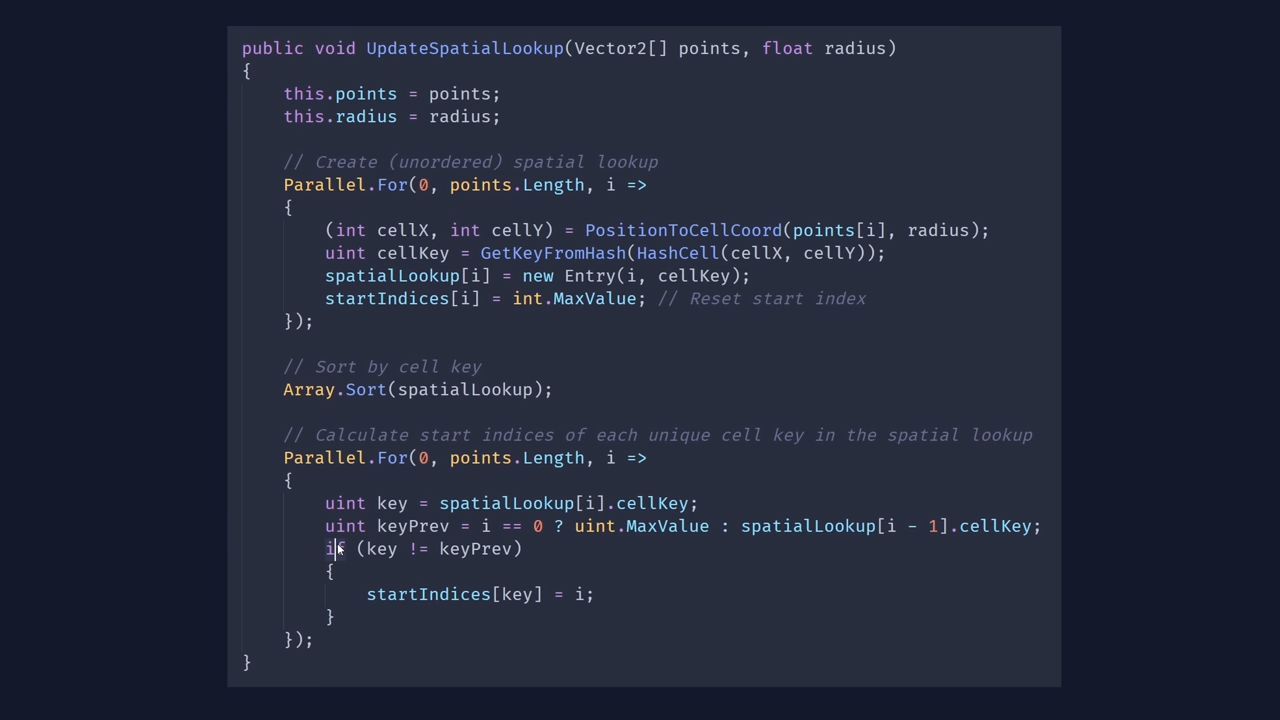 public void UpdateSpatialLookup(Vector2[] points, float radius)
{
    this.points = points;
    this.radius = radius;

    // Create (unordered) spatial lookup
    Parallel.For(0, points.Length, i =>
    {
        (int cellX, int cellY) = PositionToCellCoord(points[i], radius);
        uint cellKey = GetKeyFromHash(HashCell(cellX, cellY));
        spatialLookup[i] = new Entry(i, cellKey);
        startIndices[i] = int.MaxValue; // Reset start index
    });

    // Sort by cell key
    Array.Sort(spatialLookup);

    // Calculate start indices of each unique cell key in the spatial lookup
    Parallel.For(0, points.Length, i =>
    {
        uint key = spatialLookup[i].cellKey;
        uint keyPrev = i == 0 ? uint.MaxValue : spatialLookup[i - 1].cellKey;
        if (key != keyPrev)
        {
            startIndices[key] = i;
        }
    });
}